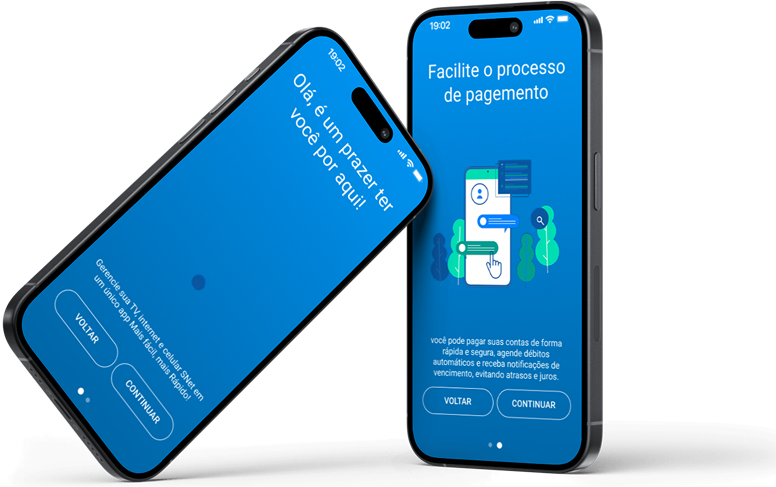 19:02
Olá, é um prazer ter
você por aqui!
Gerencie sua TV, internet e celular SNet em
um único app Mais fácil, mais Rápido!
VOLTAR
CONTINUAR
19:02
Facilite o processo
de pagemento
você pode pagar suas contas de forma
rápida e segura, agende débitos
automáticos e receba notificações de
vencimento, evitando atrasos e juros.
VOLTAR
CONTINUAR